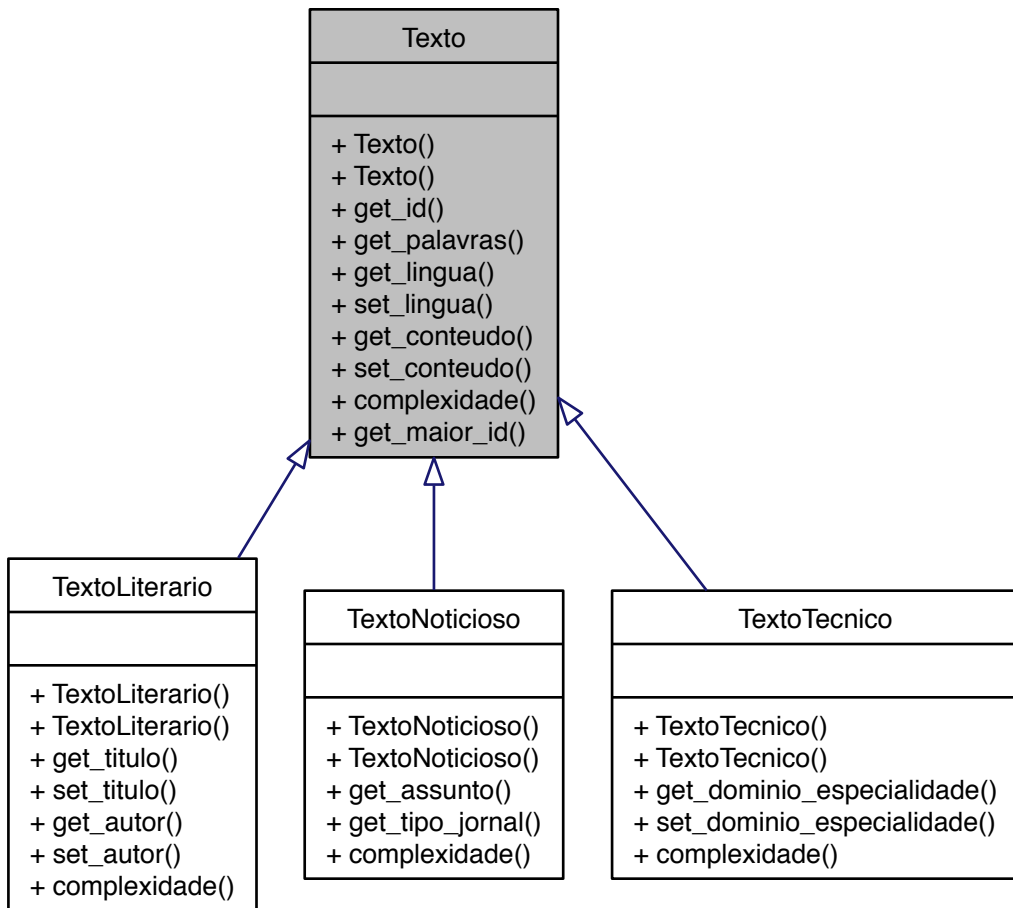 Texto
+ Texto()
+ Texto()
+ get_id()
+ get_palavras()
+ get_lingua()
+ set_lingua()
+ get_conteudo()
+ set_conteudo()
+ complexidade()
+ get_maior_id()
TextoLiterario
+ TextoLiterario()
+ TextoLiterario()
+ get_titulo()
+ set_titulo()
+ get_autor()
+ set_autor()
+ complexidade()
TextoNoticioso
+ TextoNoticioso()
+ TextoNoticioso()
+ get_assunto()
+ get_tipo_jornal()
+ complexidade()
TextoTecnico
+ TextoTecnico()
+ TextoTecnico()
+ get_dominio_especialidade()
+ set_dominio_especialidade()
+ complexidade()